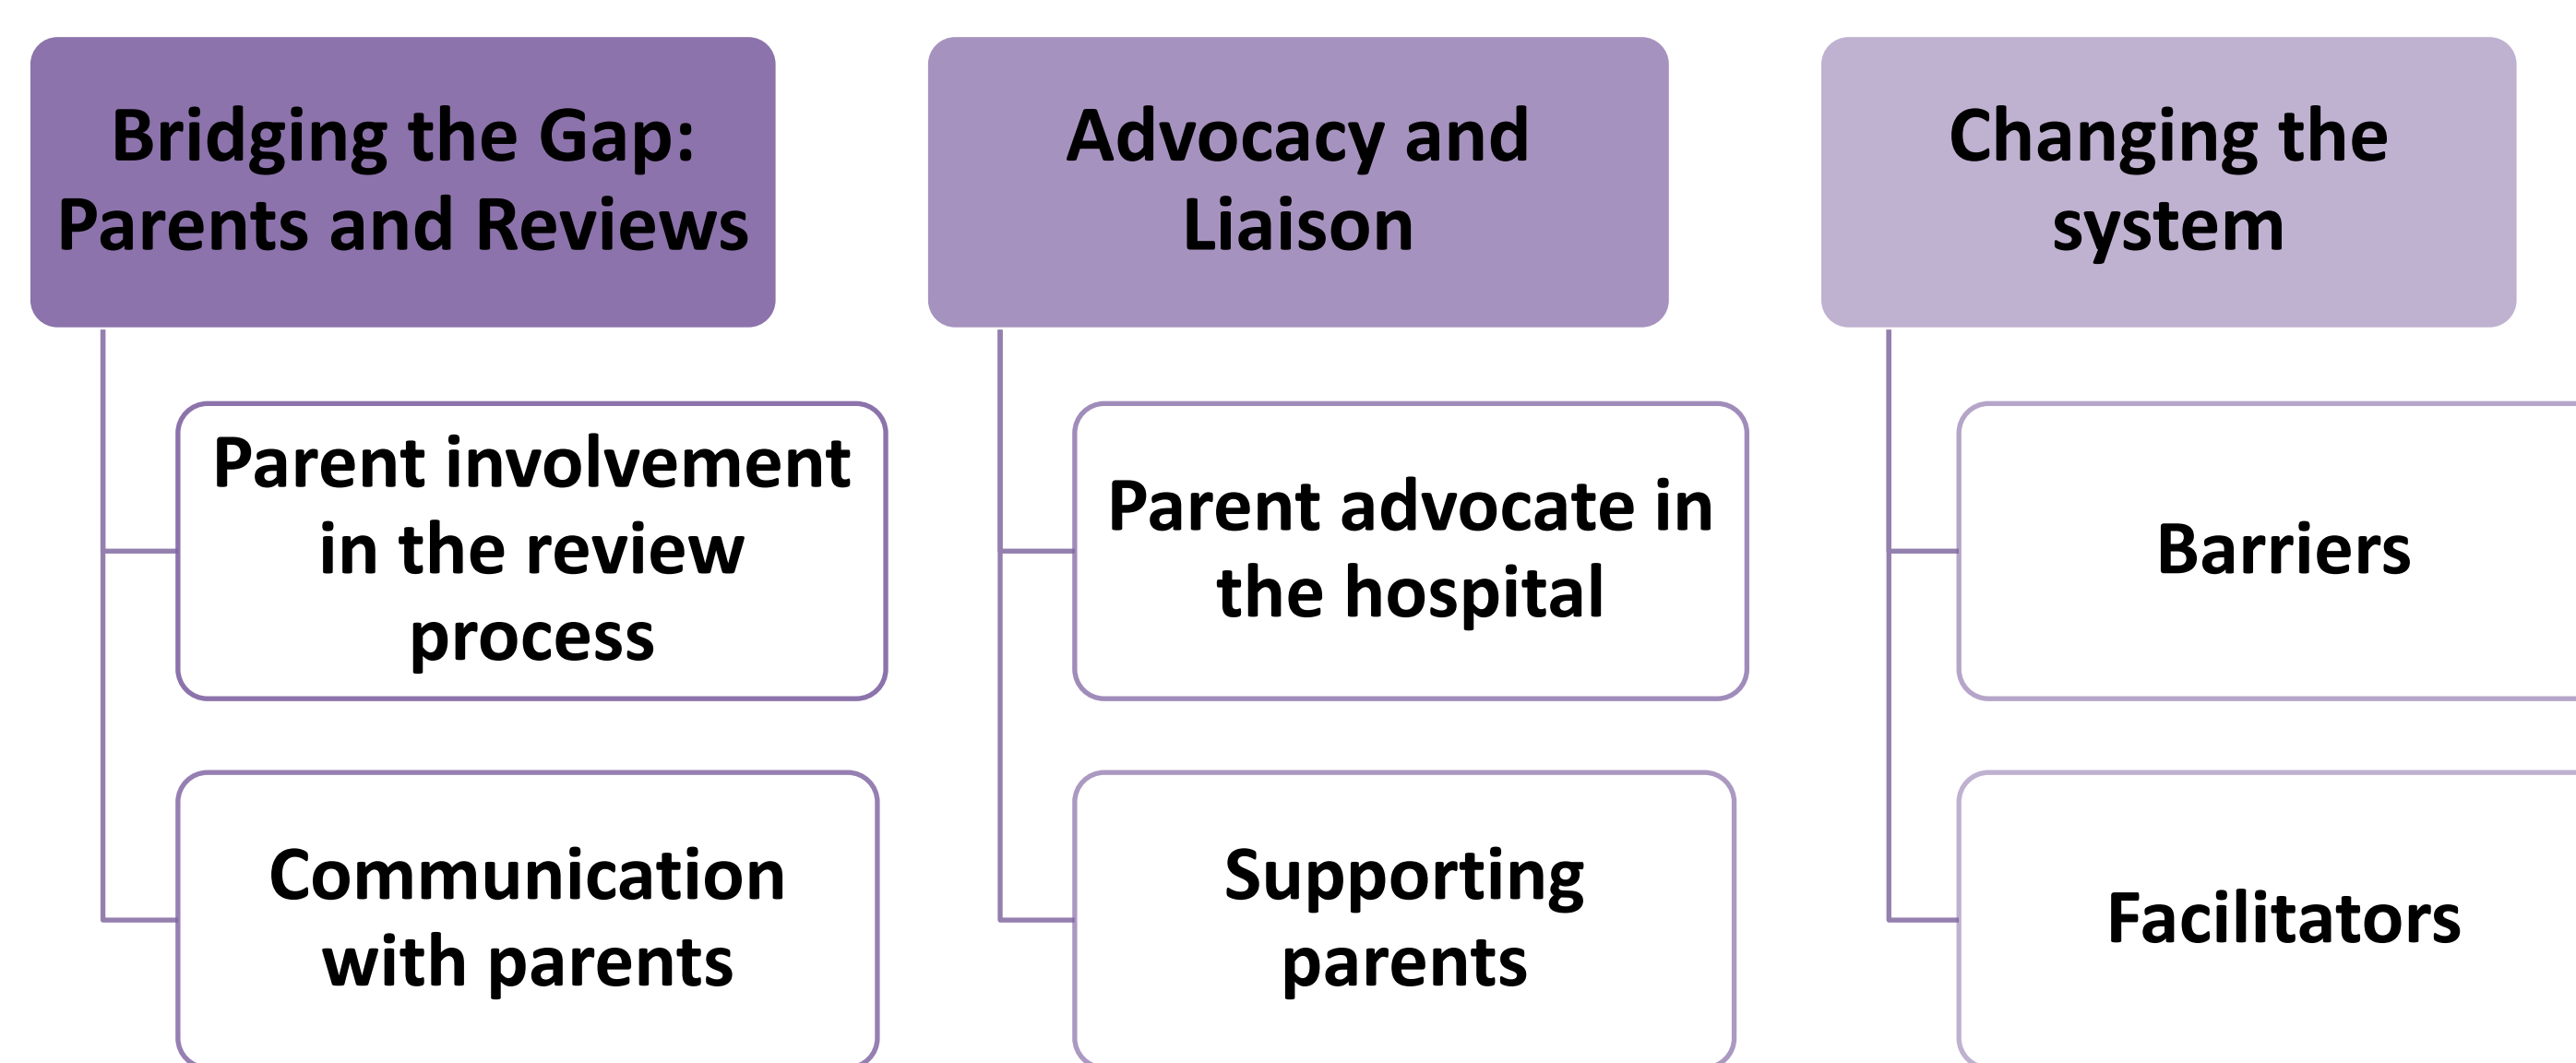 Bridging the Gap:
Parents and Reviews
Parent involvement
in the review
process
Communication
with parents
Advocacy and
Liaison
Parent advocate in
the hospital
Supporting
parents
Changing the
system
Barriers
Facilitators